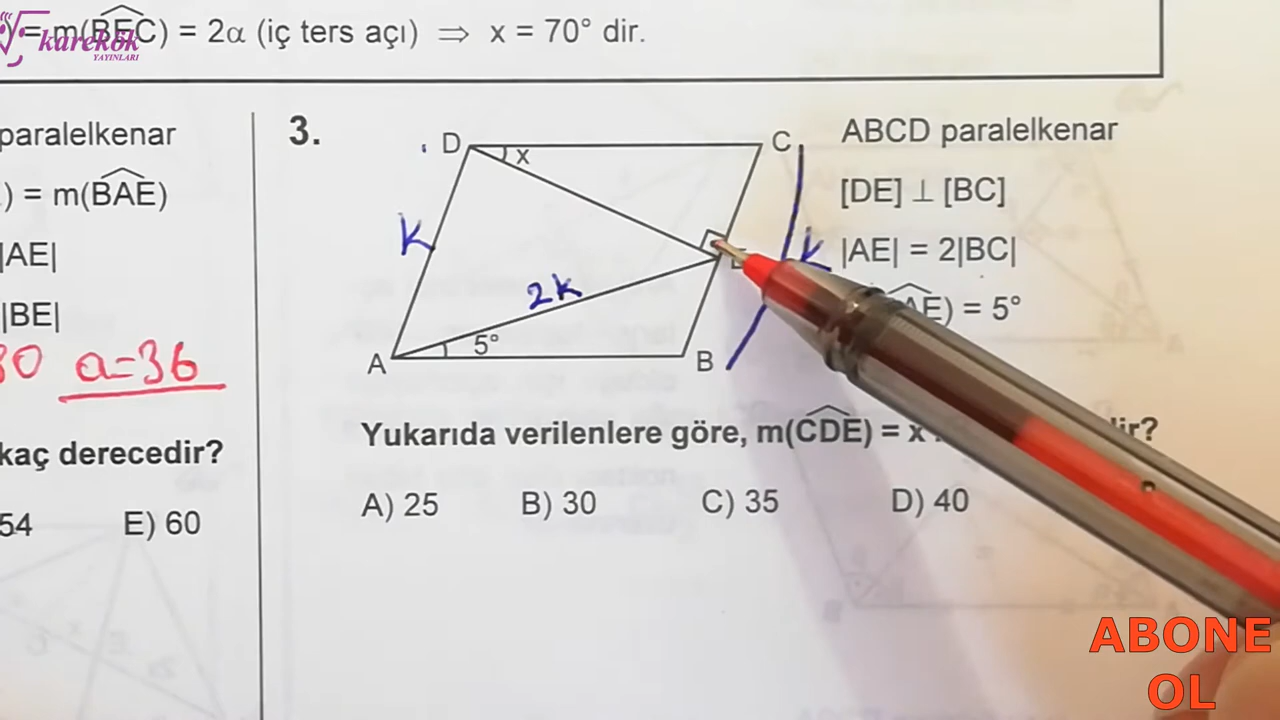 = m(BEC) = 2α (iç ters açı) ⇒ x = 70° dir.
karekök
YAYINLARI
paralelkenar
) = m(BAE)
|AE|
|BE|
a=36
kaç derecedir?
54 E) 60
3.
D
x
C
K
2K
5°
A
B
k
ABCD paralelkenar
[DE] ⊥ [BC]
|AE| = 2|BC|
AE) = 5°
Yukarıda verilenlere göre, m(CDE) = x
A) 25 B) 30 C) 35 D) 40
ABONE
OL